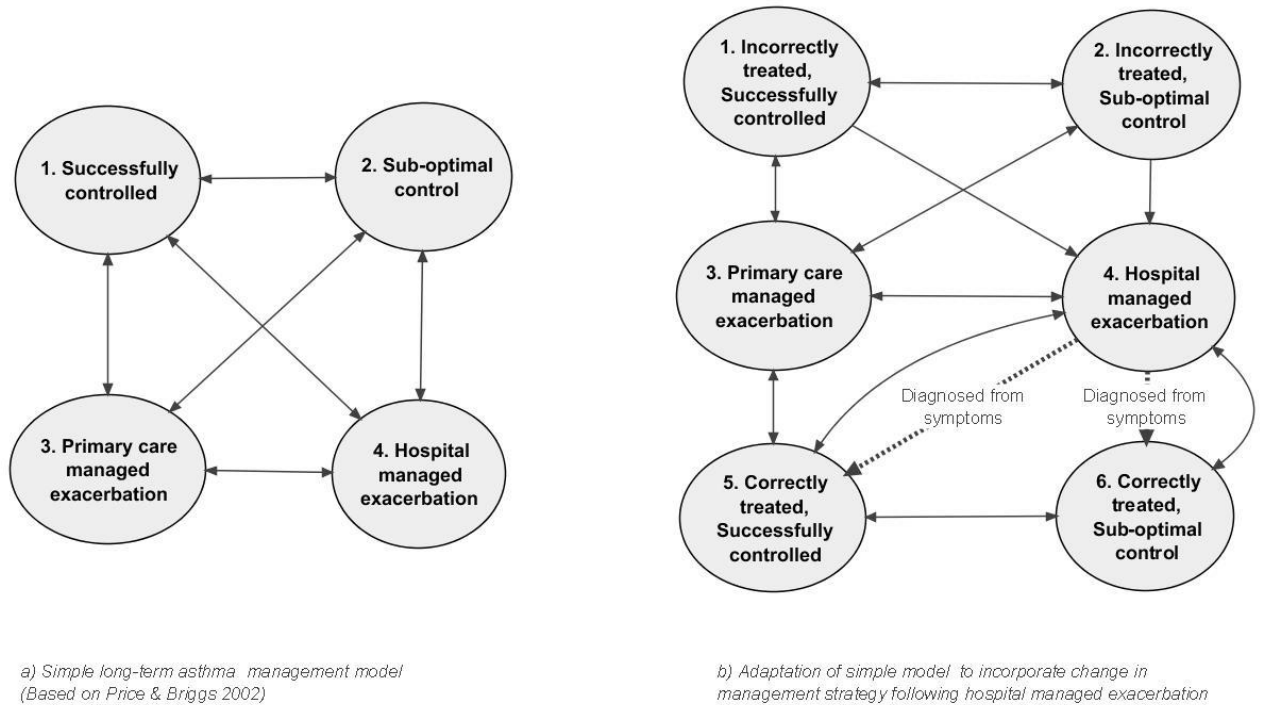 1. Successfully
controlled
2. Sub-optimal
control
3. Primary care
managed
exacerbation
4. Hospital
managed
exacerbation
a) Simple long-term asthma management model
(Based on Price & Briggs 2002)
1. Incorrectly
treated,
Successfully
controlled
2. Incorrectly
treated,
Sub-optimal
control
3. Primary care
managed
exacerbation
4. Hospital
managed
exacerbation
Diagnosed from
symptoms
Diagnosed from
symptoms
5. Correctly
treated,
Successfully
controlled
6. Correctly
treated,
Sub-optimal
control
b) Adaptation of simple model to incorporate change in
management strategy following hospital managed exacerbation